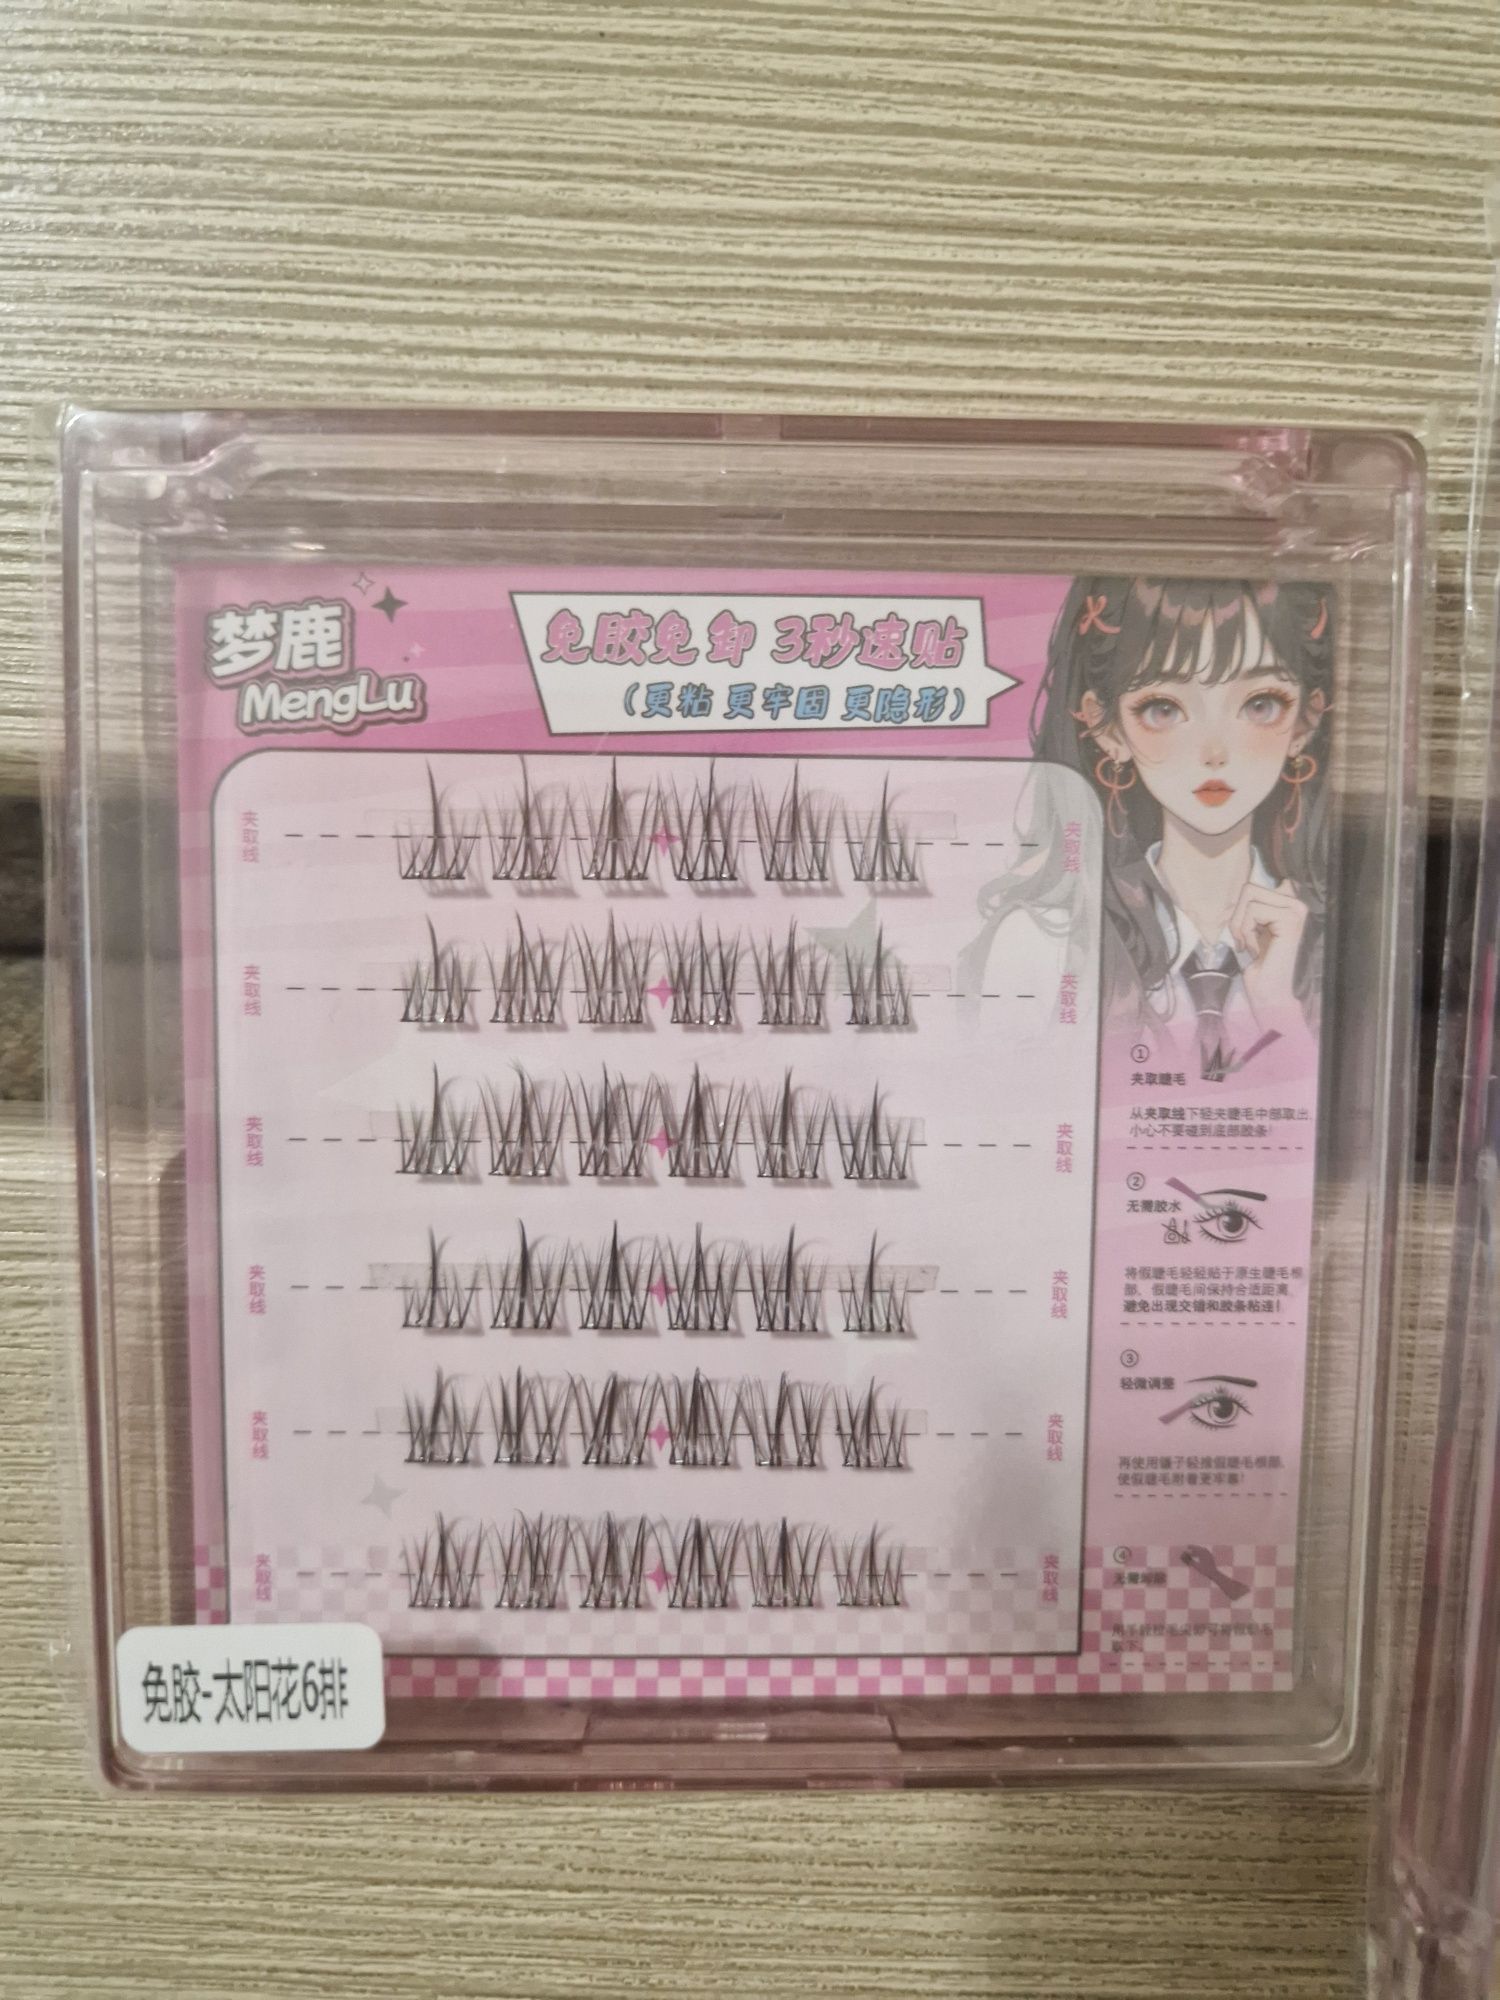 梦鹿
MengLu
免胶免卸 3秒速贴
(更粘 更牢固 更隐形)
夹取线
夹取线
夹取线
夹取线
夹取线
夹取线
夹取线
夹取线
夹取线
夹取线
夹取线
夹取线
①
夹取睫毛
从夹取线下轻夹睫毛中部取出,
小心不要碰到底部胶条!
②
无需胶水
将假睫毛轻轻贴于原生睫毛根
部、假睫毛间保持合适距离,
避免出现交错和胶条粘连!
③
轻微调整
再使用镊子轻推假睫毛根部,
使假睫毛附着更牢靠!
④
取下。
免胶-太阳花6排